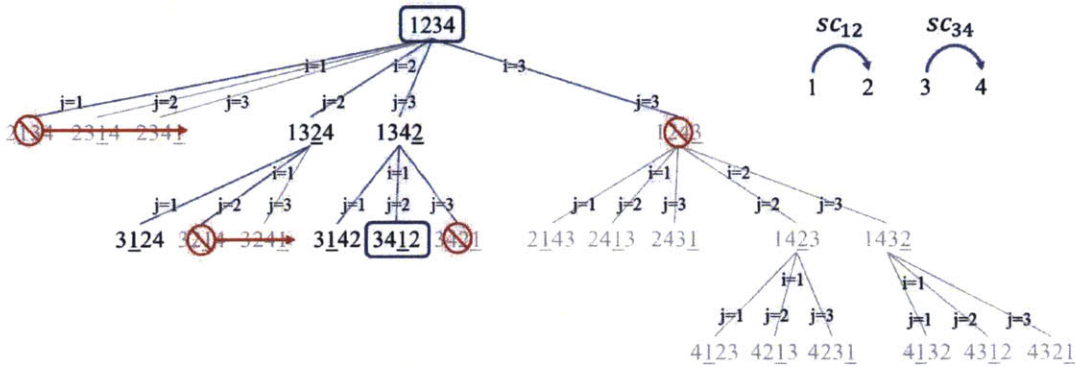 1234 sc12 sc34
i=1 i=2 i=3 1 2 3 4
j=1 j=2 j=3 j=2 j=3 j=3
2134 2314 2341 1324 1342 1243
i=1 i=1 i=1 i=2
j=1 j=2 j=3 j=1 j=2 j=3 j=1 j=2 j=3 j=2 j=3
3124 3214 3241 3142 3412 3421 2143 2413 2431 1423 1432
i=1 i=1
j=1 j=2 j=3 j=1 j=2 j=3
4123 4213 4231 4132 4312 4321